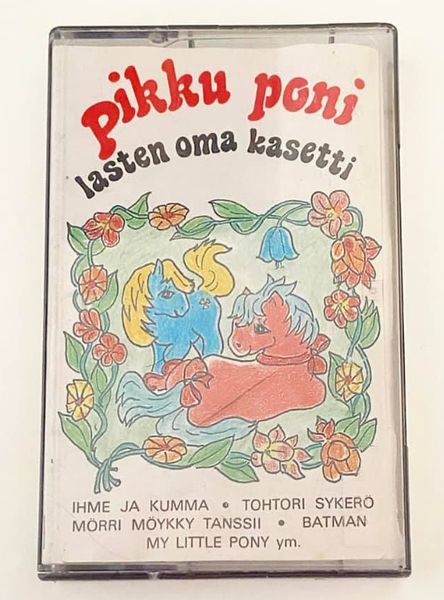 Pikku poni
lasten oma kasetti
IHME JA KUMMA • TOHTORI SYKERÖ
MÖRRI MÖYKKY TANSSII • BATMAN
MY LITTLE PONY ym.